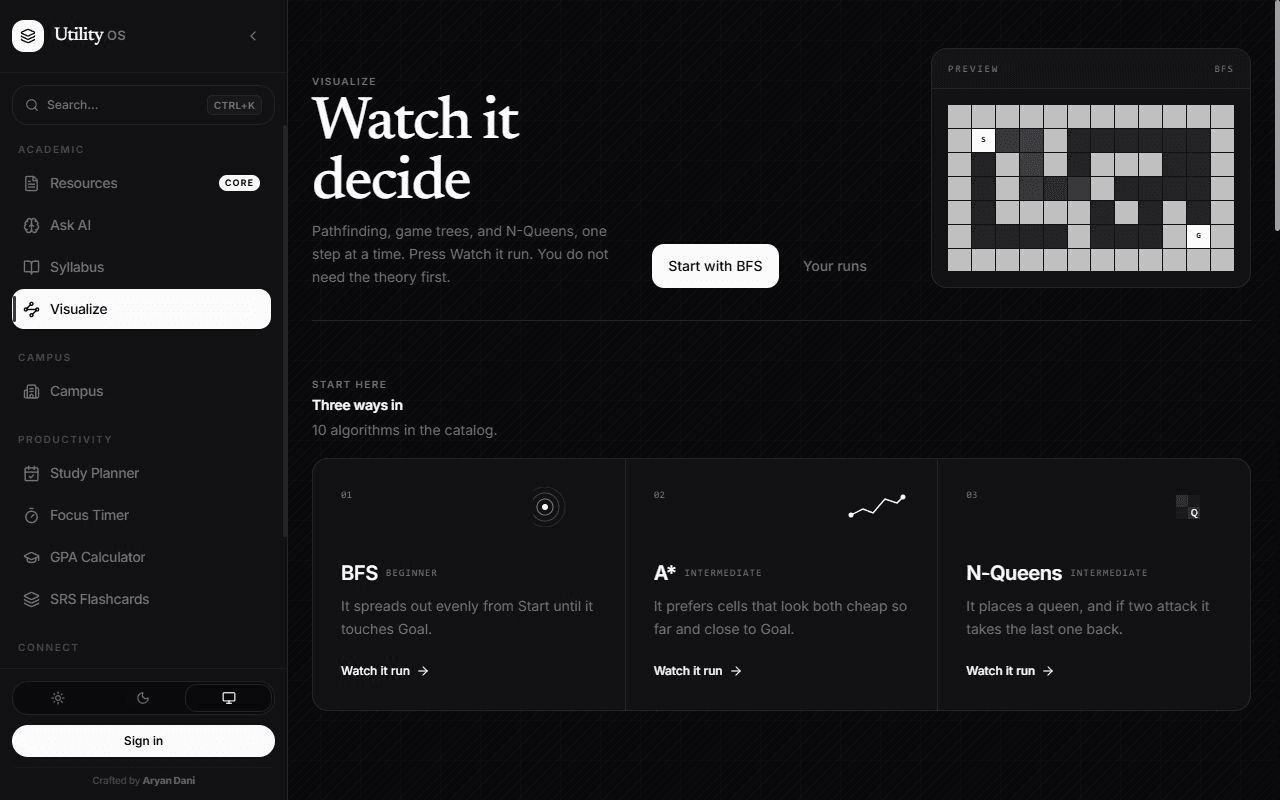 Utility OS
Search...
CTRL+K
ACADEMIC
Resources
CORE
Ask AI
Syllabus
Visualize
CAMPUS
Campus
PRODUCTIVITY
Study Planner
Focus Timer
GPA Calculator
SRS Flashcards
CONNECT
Sign in
Crafted by Aryan Dani
VISUALIZE
Watch it
decide
Pathfinding, game trees, and N-Queens, one
step at a time. Press Watch it run. You do not
need the theory first.
Start with BFS
Your runs
PREVIEW
BFS
S
G
START HERE
Three ways in
10 algorithms in the catalog.
01
BFS BEGINNER
It spreads out evenly from Start until it
touches Goal.
Watch it run →
02
A* INTERMEDIATE
It prefers cells that look both cheap so
far and close to Goal.
Watch it run →
03
Q
N-Queens INTERMEDIATE
It places a queen, and if two attack it
takes the last one back.
Watch it run →